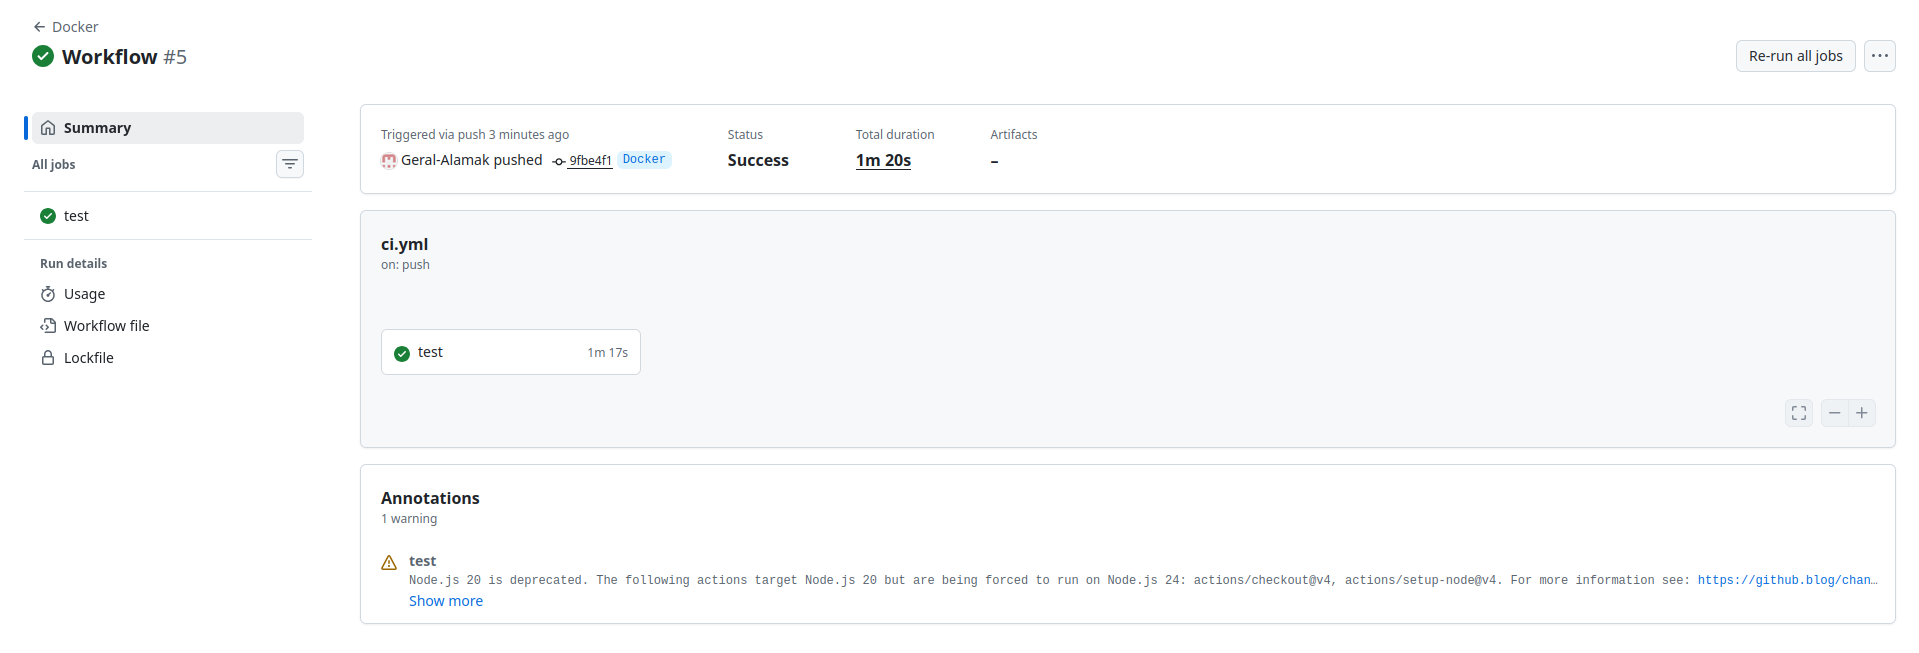 Docker
Workflow #5
Re-run all jobs
Summary
All jobs
test
Run details
Usage
Workflow file
Lockfile
Triggered via push 3 minutes ago
Geral-Alamak pushed 9fbe4f1 Docker
Status
Success
Total duration
1m 20s
Artifacts
–
ci.yml
on: push
test 1m 17s
Annotations
1 warning
test
Node.js 20 is deprecated. The following actions target Node.js 20 but are being forced to run on Node.js 24: actions/checkout@v4, actions/setup-node@v4. For more information see: https://github.blog/chan…
Show more